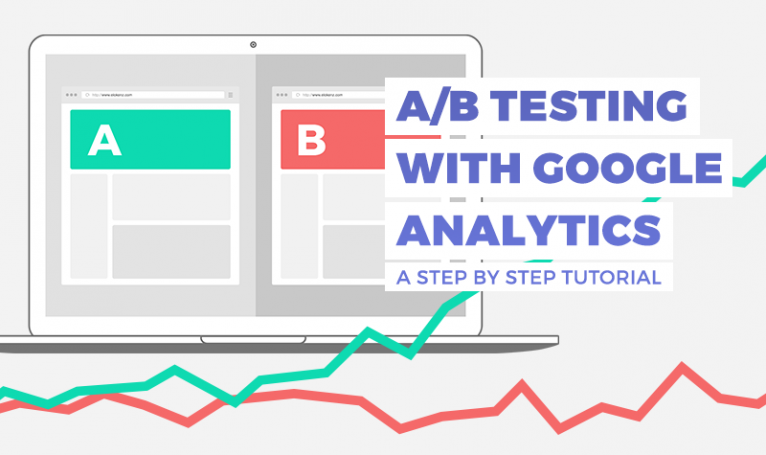 A
B
A/B TESTING
WITH GOOGLE
ANALYTICS
A STEP BY STEP TUTORIAL